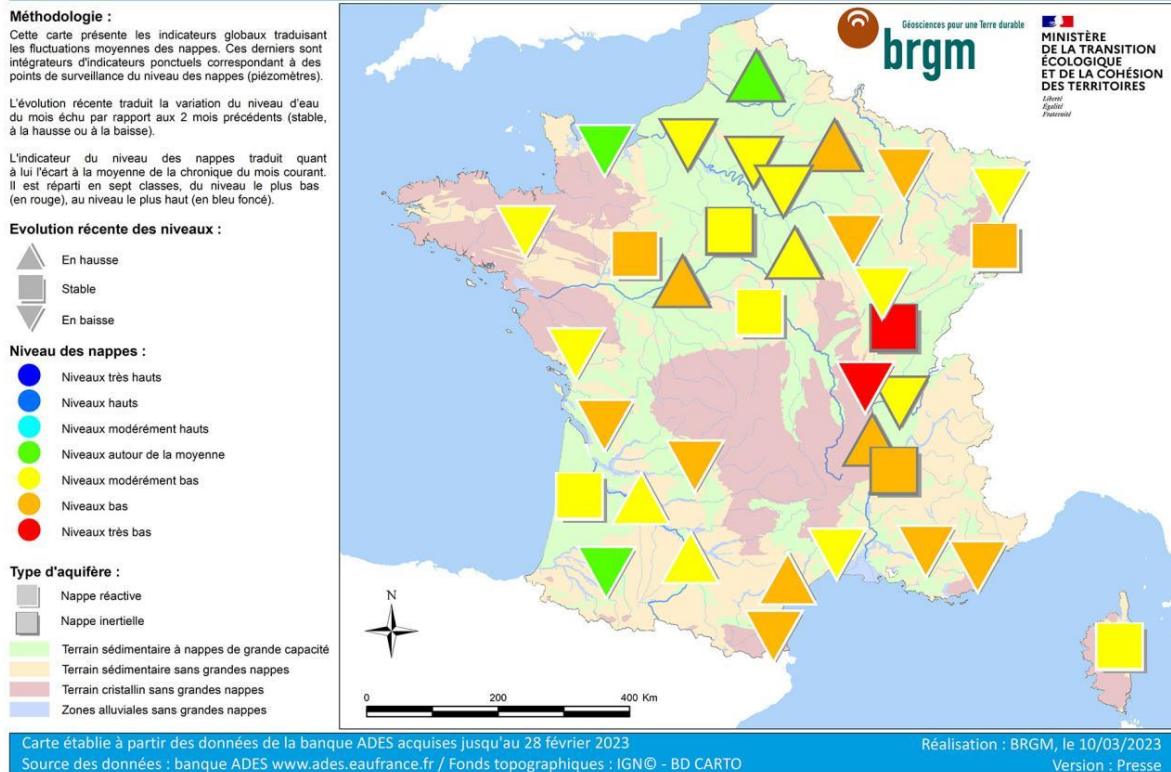 Méthodologie :
Cette carte présente les indicateurs globaux traduisant
les fluctuations moyennes des nappes. Ces derniers sont
intégrateurs d'indicateurs ponctuels correspondant à des
points de surveillance du niveau des nappes (piézomètres).
L'évolution récente traduit la variation du niveau d'eau
du mois échu par rapport aux 2 mois précédents (stable,
à la hausse ou à la baisse).
L'indicateur du niveau des nappes traduit quant
à lui l'écart à la moyenne de la chronique du mois courant.
Il est réparti en sept classes, du niveau le plus bas
(en rouge), au niveau le plus haut (en bleu foncé).
Evolution récente des niveaux :
En hausse
Stable
En baisse
Niveau des nappes :
Niveaux très hauts
Niveaux hauts
Niveaux modérément hauts
Niveaux autour de la moyenne
Niveaux modérément bas
Niveaux bas
Niveaux très bas
Type d'aquifère :
Nappe réactive
Nappe inertielle
Terrain sédimentaire à nappes de grande capacité
Terrain sédimentaire sans grandes nappes
Terrain cristallin sans grandes nappes
Zones alluviales sans grandes nappes
Géosciences pour une Terre durable
brgm
MINISTÈRE
DE LA TRANSITION
ÉCOLOGIQUE
ET DE LA COHÉSION
DES TERRITOIRES
Liberté
Égalité
Fraternité
N
0 200 400 Km
Carte établie à partir des données de la banque ADES acquises jusqu'au 28 février 2023
Source des données : banque ADES www.ades.eaufrance.fr / Fonds topographiques : IGN© - BD CARTO
Réalisation : BRGM, le 10/03/2023
Version : Presse